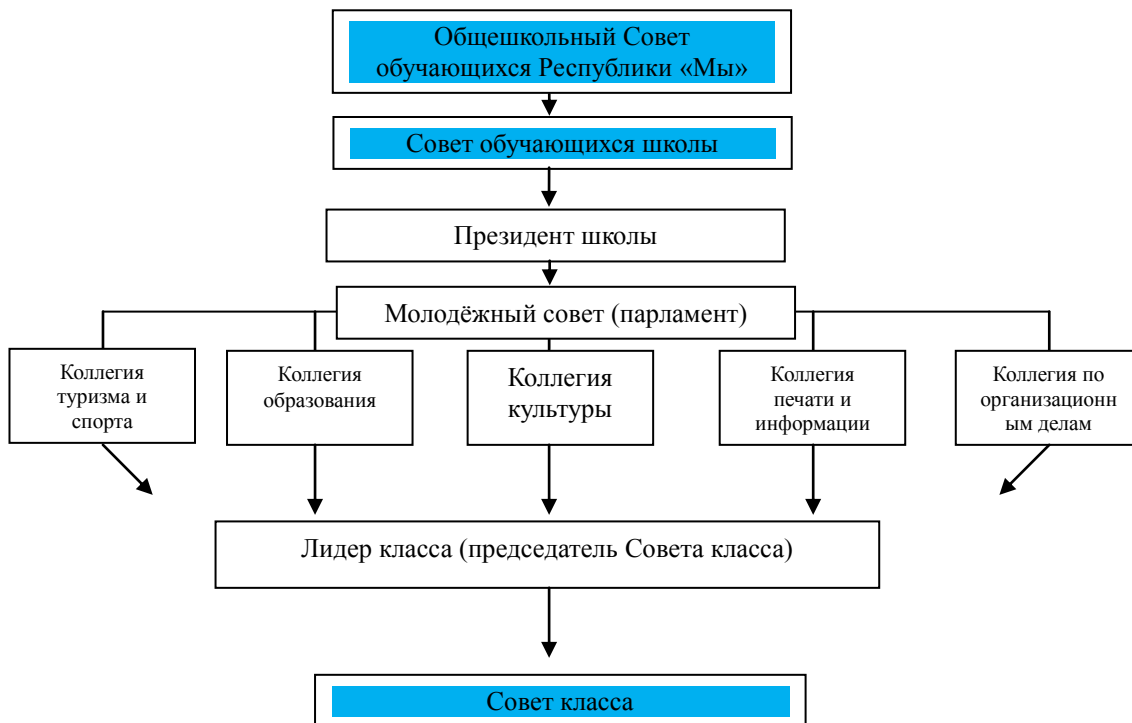 Общешкольный Совет
обучающихся Республики «Мы»
Совет обучающихся школы
Президент школы
Молодёжный совет (парламент)
Коллегия
туризма и
спорта
Коллегия
образования
Коллегия
культуры
Коллегия
печати и
информации
Коллегия по
организационн
ым делам
Лидер класса (председатель Совета класса)
Совет класса